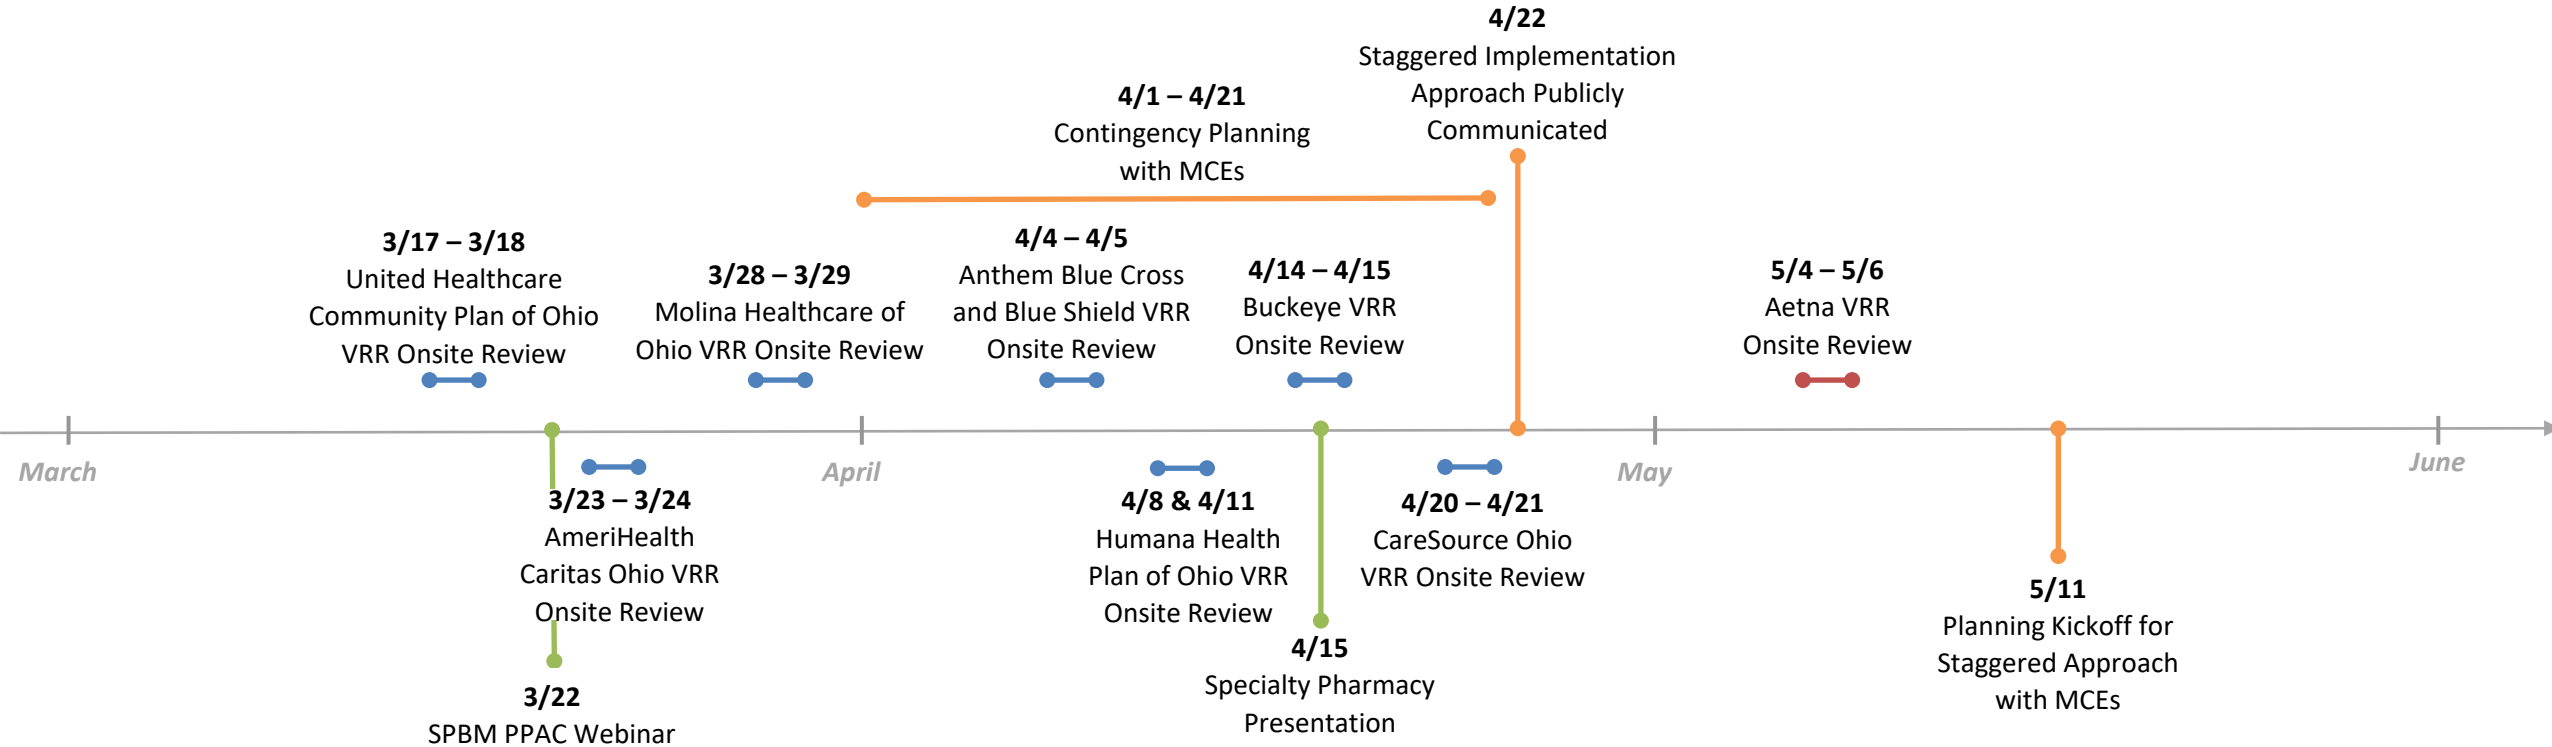 4/22
Staggered Implementation
Approach Publicly
Communicated
4/1 – 4/21
Contingency Planning
with MCEs
3/17 – 3/18
United Healthcare
Community Plan of Ohio
VRR Onsite Review
3/28 – 3/29
Molina Healthcare of
Ohio VRR Onsite Review
4/4 – 4/5
Anthem Blue Cross
and Blue Shield VRR
Onsite Review
4/14 – 4/15
Buckeye VRR
Onsite Review
5/4 – 5/6
Aetna VRR
Onsite Review
March
April
May
June
3/23 – 3/24
AmeriHealth
Caritas Ohio VRR
Onsite Review
3/22
SPBM PPAC Webinar
4/8 & 4/11
Humana Health
Plan of Ohio VRR
Onsite Review
4/15
Specialty Pharmacy
Presentation
4/20 – 4/21
CareSource Ohio
VRR Onsite Review
5/11
Planning Kickoff for
Staggered Approach
with MCEs